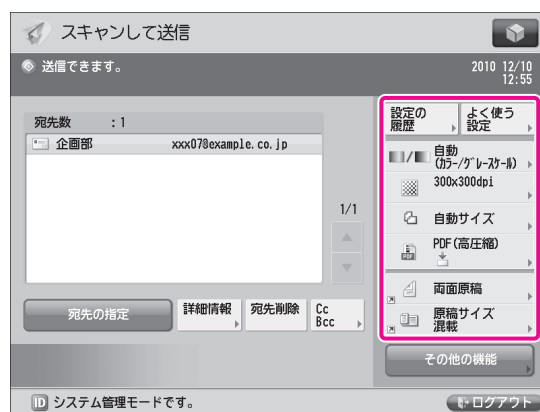 スキャンして送信
送信できます。
2010 12/10
12:55
宛先数 :1
企画部 xxx07@example.co.jp
1/1
宛先の指定
詳細情報
宛先削除
Cc
Bcc
設定の
履歴
よく使う
設定
自動
(カラー/グレースケール)
300x300dpi
自動サイズ
PDF(高圧縮)
PDF
両面原稿
原稿サイズ
混載
その他の機能
ID システム管理モードです。
ログアウト